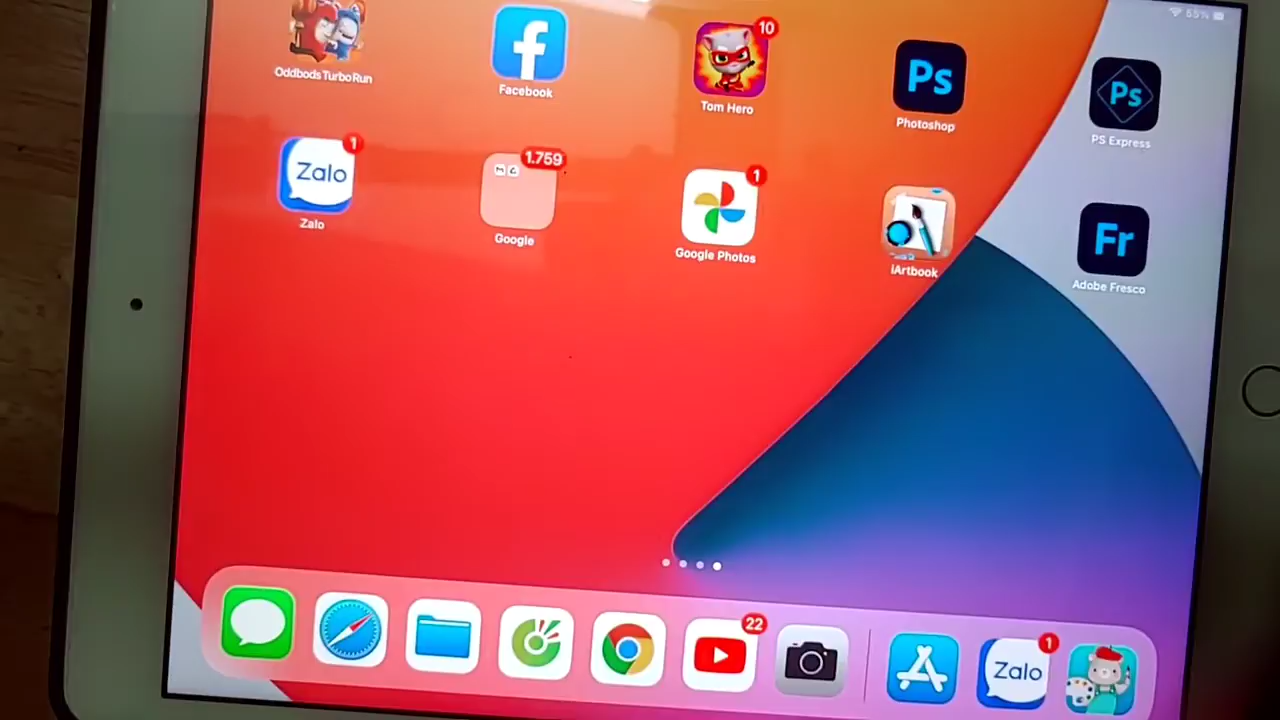 65%
Oddbods Turbo Run
Facebook
10
Tom Hero
Ps
Photoshop
Ps
PS Express
Zalo
1
Zalo
M G
1.759
Google
1
Google Photos
iArtbook
Fr
Adobe Fresco
22
Zalo
1